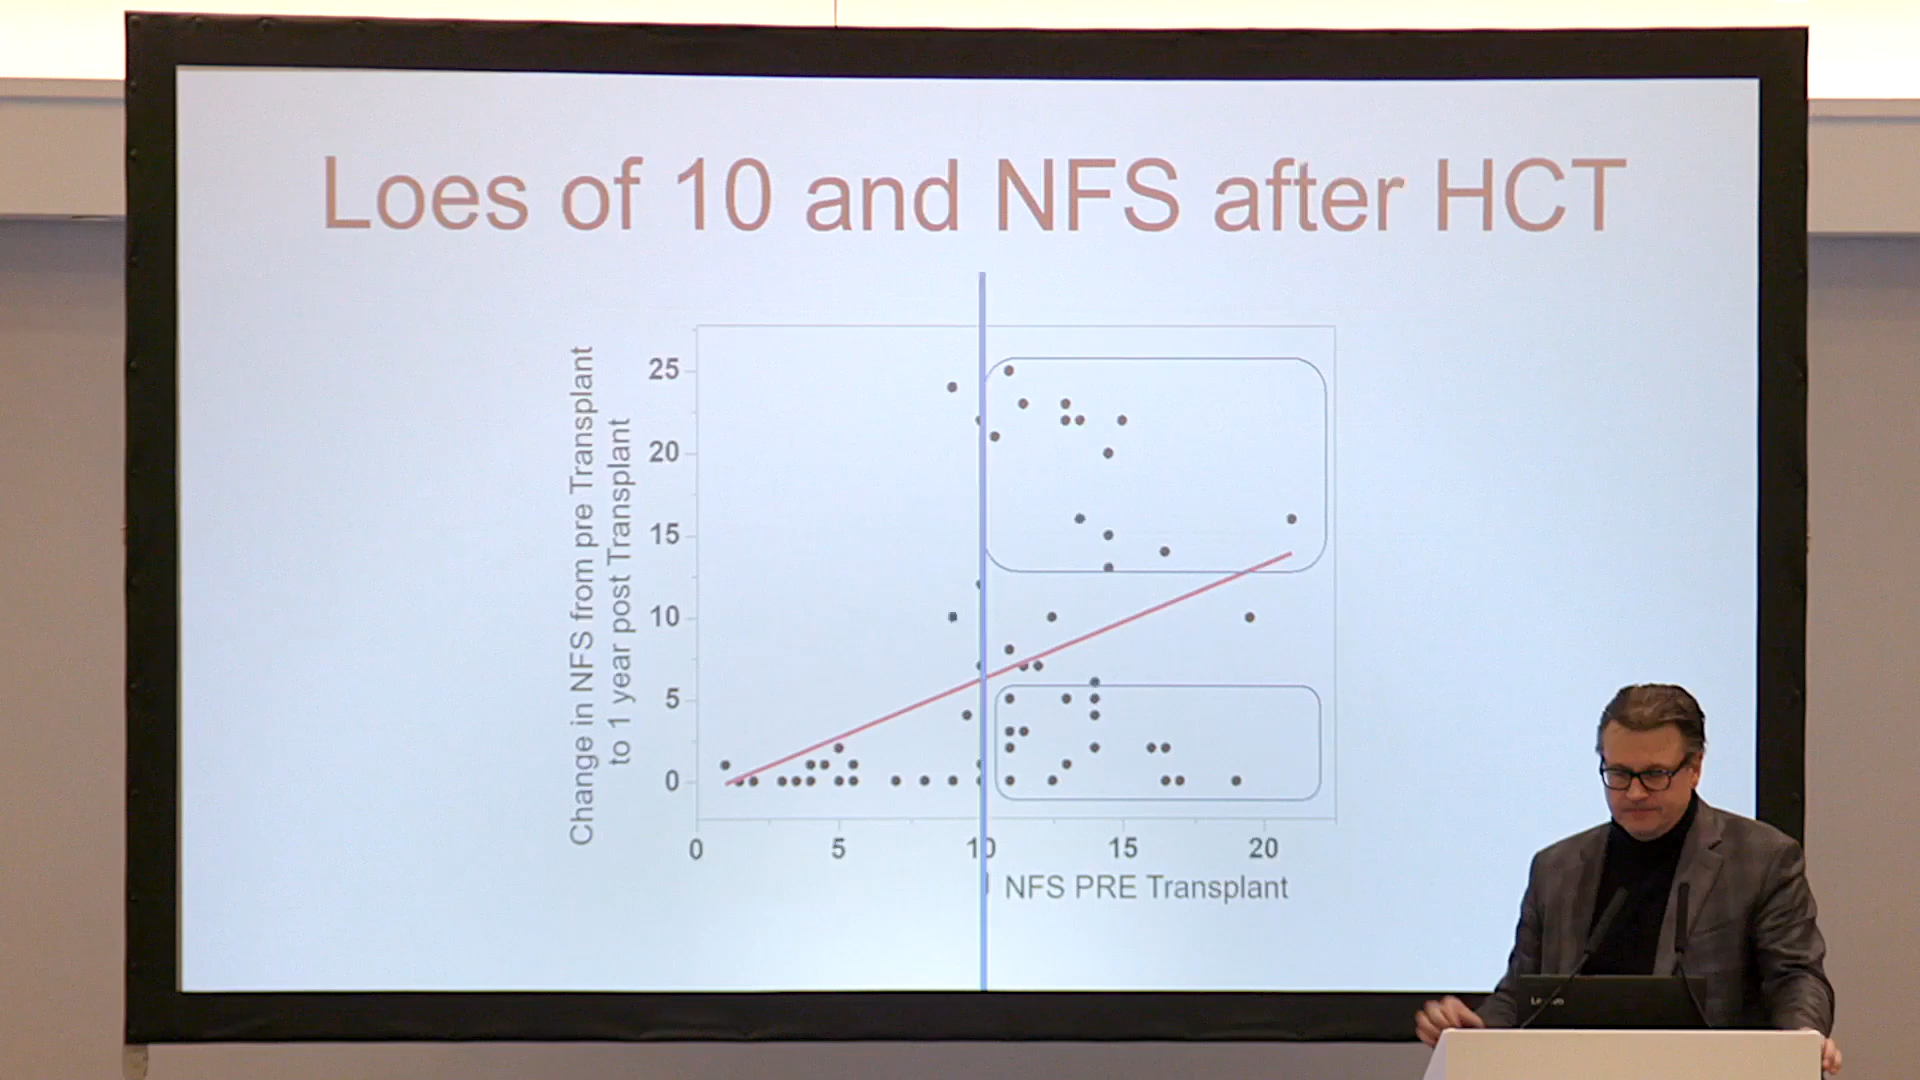 Loes of 10 and NFS after HCT
Change in NFS from pre Transplant
to 1 year post Transplant
25
20
15
10
5
0
0 5 10 15 20
NFS PRE Transplant